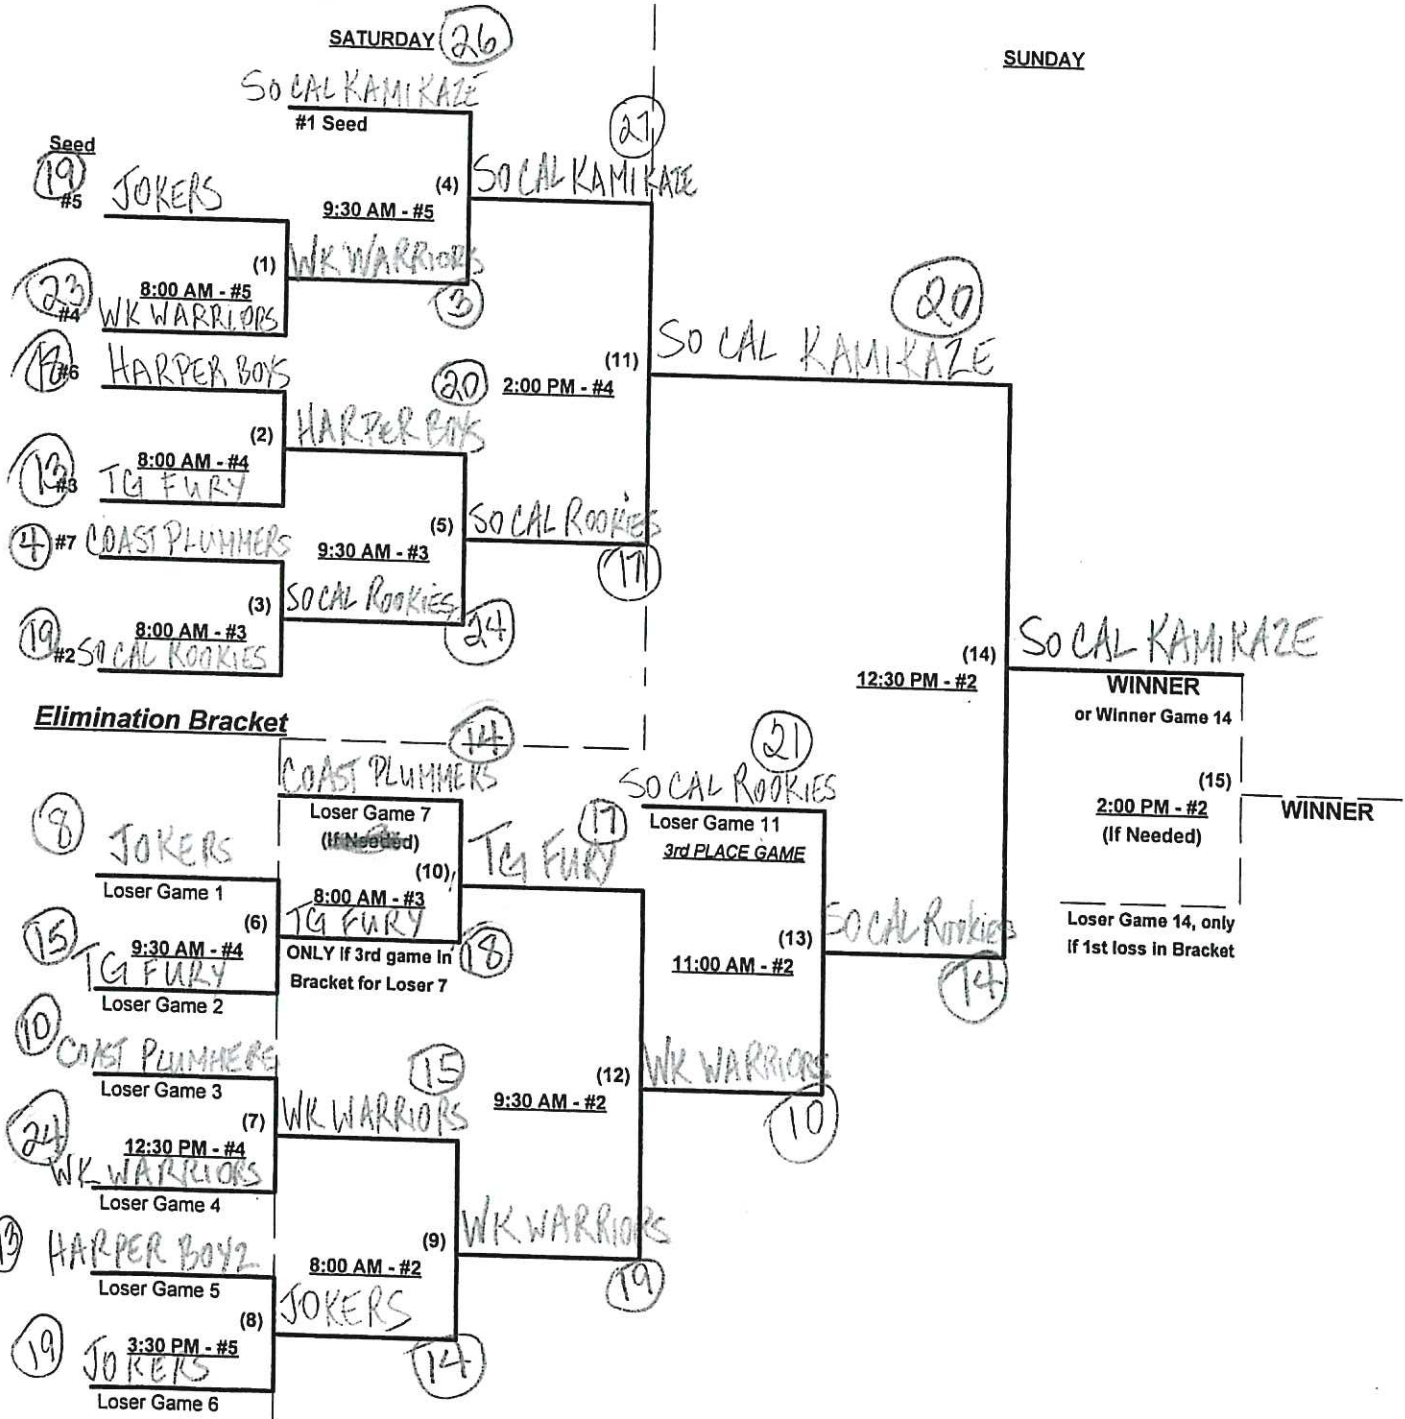 SATURDAY 26
SUNDAY
SO CAL KAMIKAZE
#1 Seed
Seed
19
#5
JOKERS
(4)
9:30 AM - #5
27
SO CAL KAMIKAZE
(1)
8:00 AM - #5
23
#4
WK WARRIORS
WK WARRIORS
3
18
#6
HARPER BOYS
(2)
8:00 AM - #4
13
#3
TG FURY
HARPER BOYS
20
(11)
2:00 PM - #4
SO CAL KAMIKAZE
20
4
#7
COAST PLUMMERS
(5)
9:30 AM - #3
SO CAL ROOKIES
17
(3)
8:00 AM - #3
19
#2
SO CAL ROOKIES
SO CAL ROOKIES
24
(14)
12:30 PM - #2
SO CAL KAMIKAZE
WINNER
or Winner Game 14
(15)
2:00 PM - #2
(If Needed)
WINNER
Loser Game 14, only
if 1st loss in Bracket
Elimination Bracket
14
COAST PLUMMERS
Loser Game 7
(If Needed)
(10)
8:00 AM - #3
TG FURY
18
ONLY if 3rd game in
Bracket for Loser 7
17
TG FURY
21
SO CAL ROOKIES
Loser Game 11
3rd PLACE GAME
(13)
11:00 AM - #2
SO CAL ROOKIES
14
8
JOKERS
Loser Game 1
(6)
9:30 AM - #4
15
TG FURY
Loser Game 2
10
COAST PLUMMERS
Loser Game 3
(7)
12:30 PM - #4
24
WK WARRIORS
Loser Game 4
15
WK WARRIORS
(12)
9:30 AM - #2
WK WARRIORS
10
HARPER BOYZ
Loser Game 5
(8)
3:30 PM - #5
19
JOKERS
Loser Game 6
(9)
8:00 AM - #2
JOKERS
14
WK WARRIORS
19